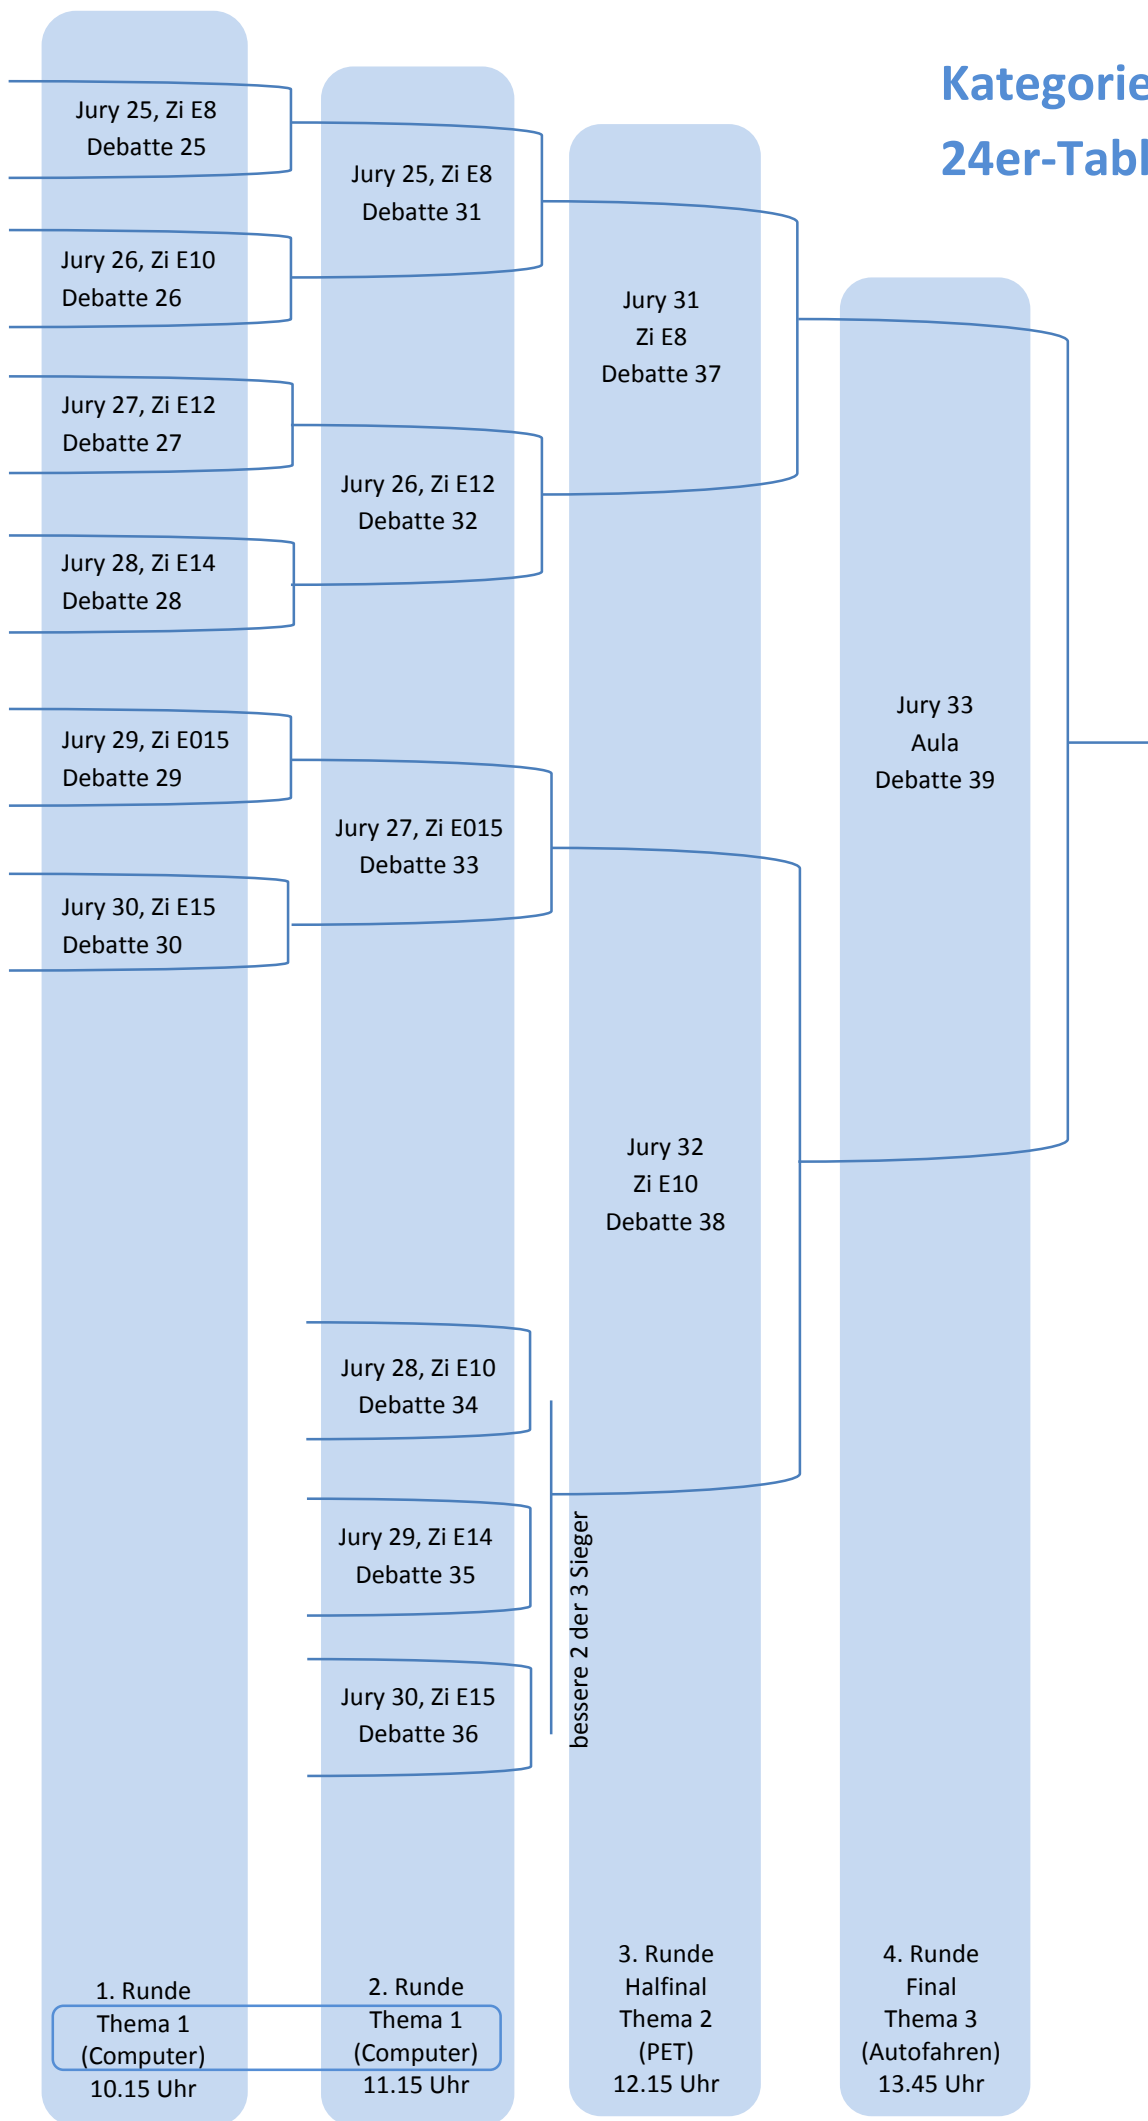 Kategorie
24er-Tabl
Jury 25, Zi E8
Debatte 25
Jury 26, Zi E10
Debatte 26
Jury 27, Zi E12
Debatte 27
Jury 28, Zi E14
Debatte 28
Jury 29, Zi E015
Debatte 29
Jury 30, Zi E15
Debatte 30
Jury 25, Zi E8
Debatte 31
Jury 26, Zi E12
Debatte 32
Jury 27, Zi E015
Debatte 33
Jury 28, Zi E10
Debatte 34
Jury 29, Zi E14
Debatte 35
Jury 30, Zi E15
Debatte 36
bessere 2 der 3 Sieger
Jury 31
Zi E8
Debatte 37
Jury 32
Zi E10
Debatte 38
Jury 33
Aula
Debatte 39
1. Runde
Thema 1
(Computer)
10.15 Uhr
2. Runde
Thema 1
(Computer)
11.15 Uhr
3. Runde
Halfinal
Thema 2
(PET)
12.15 Uhr
4. Runde
Final
Thema 3
(Autofahren)
13.45 Uhr